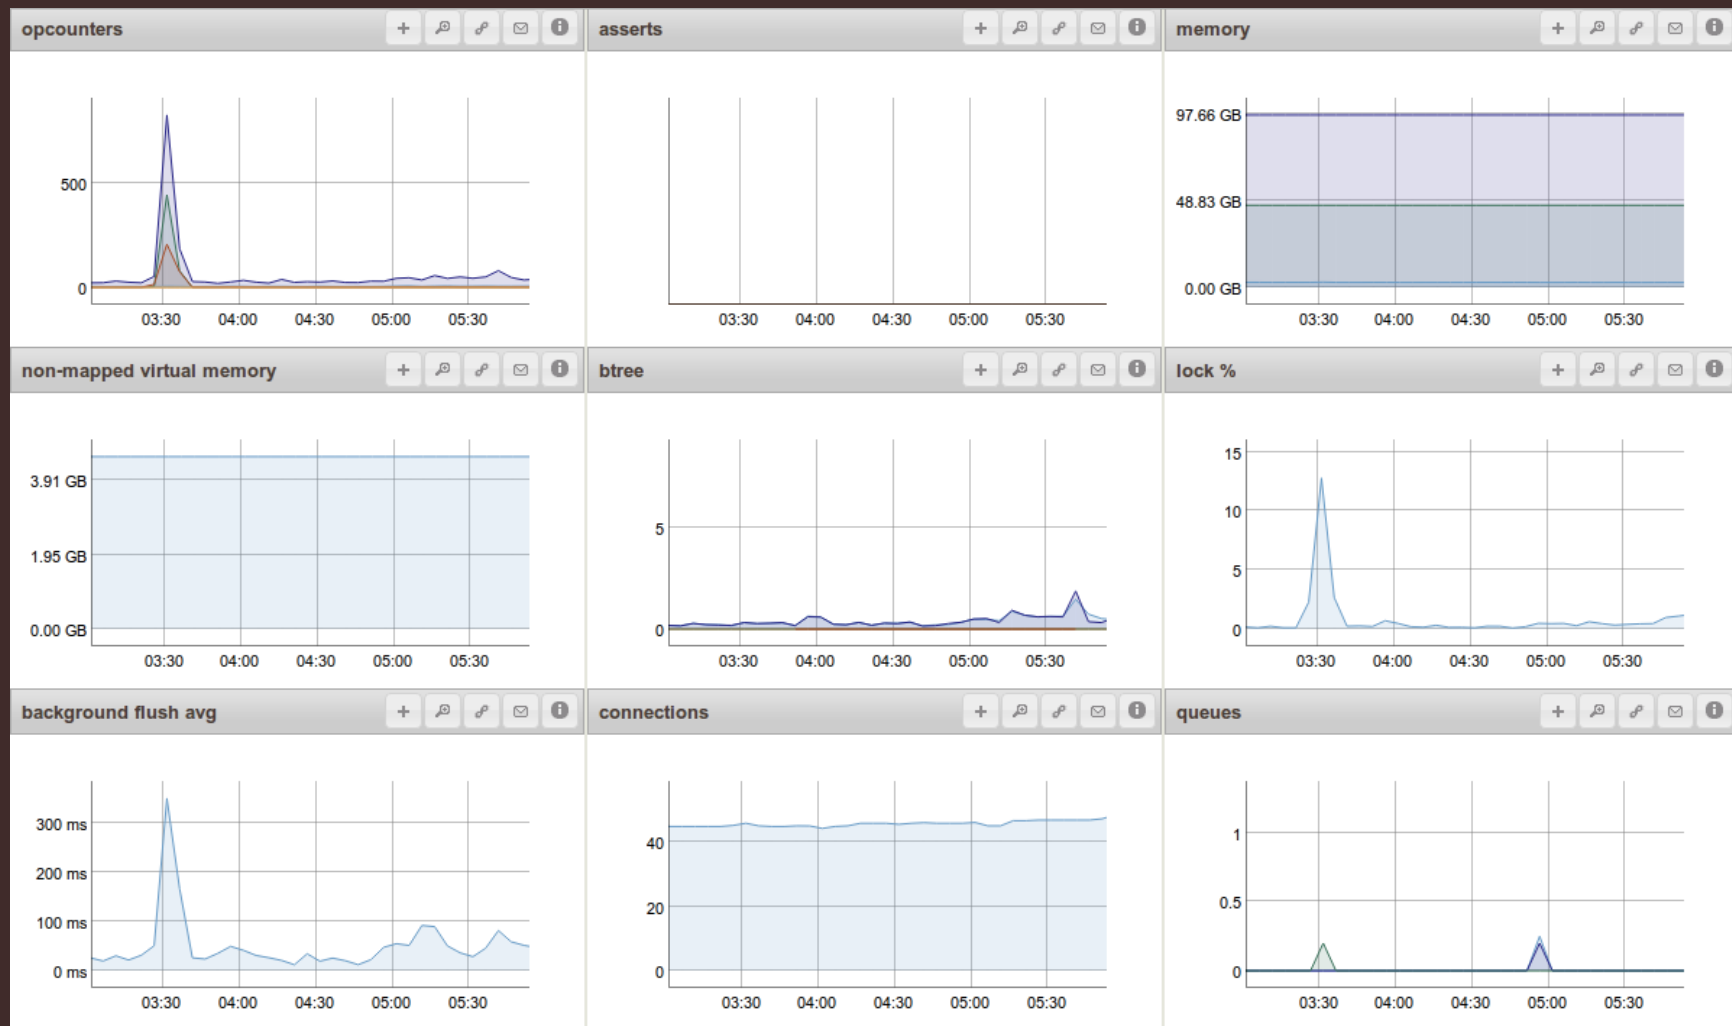 opcounters
500
0
03:30 04:00 04:30 05:00 05:30
asserts
03:30 04:00 04:30 05:00 05:30
memory
97.66 GB
48.83 GB
0.00 GB
03:30 04:00 04:30 05:00 05:30
non-mapped virtual memory
3.91 GB
1.95 GB
0.00 GB
03:30 04:00 04:30 05:00 05:30
btree
5
0
03:30 04:00 04:30 05:00 05:30
lock %
15
10
5
0
03:30 04:00 04:30 05:00 05:30
background flush avg
300 ms
200 ms
100 ms
0 ms
03:30 04:00 04:30 05:00 05:30
connections
40
20
0
03:30 04:00 04:30 05:00 05:30
queues
1
0.5
0
03:30 04:00 04:30 05:00 05:30